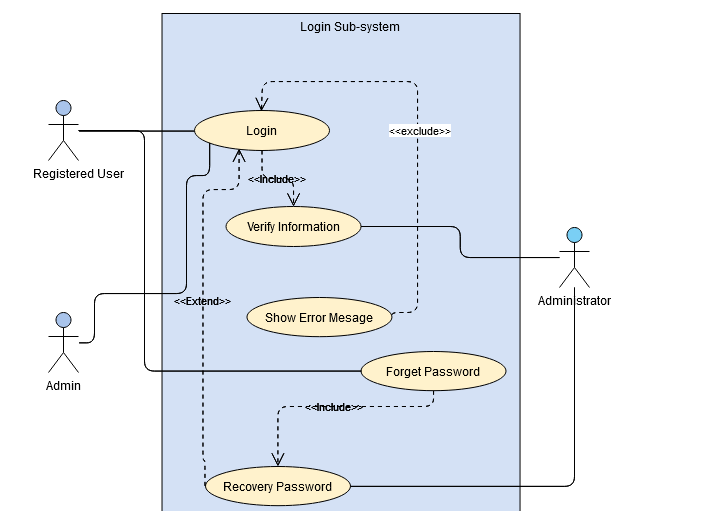 Login Sub-system
Login
<<exclude>>
Registered User
<<Include>>
Verify Information
<<Extend>>
Administrator
Show Error Mesage
Forget Password
Admin
<<Include>>
Recovery Password